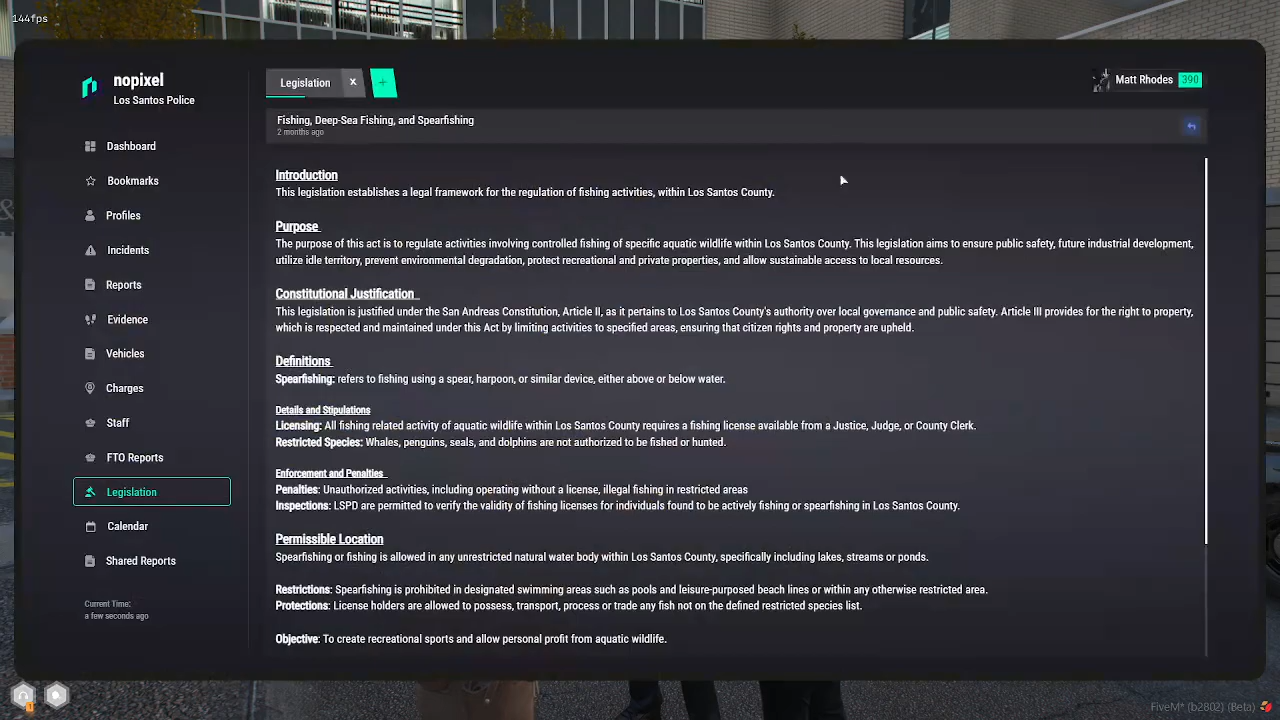 144fps
nopixel
Los Santos Police
Legislation
×
+
Matt Rhodes 390
Dashboard
Bookmarks
Profiles
Incidents
Reports
Evidence
Vehicles
Charges
Staff
FTO Reports
Legislation
Calendar
Shared Reports
Current Time:
a few seconds ago
Fishing, Deep-Sea Fishing, and Spearfishing
2 months ago
Introduction
This legislation establishes a legal framework for the regulation of fishing activities, within Los Santos County.
Purpose
The purpose of this act is to regulate activities involving controlled fishing of specific aquatic wildlife within Los Santos County. This legislation aims to ensure public safety, future industrial development,
utilize idle territory, prevent environmental degradation, protect recreational and private properties, and allow sustainable access to local resources.
Constitutional Justification
This legislation is justified under the San Andreas Constitution, Article II, as it pertains to Los Santos County's authority over local governance and public safety. Article III provides for the right to property,
which is respected and maintained under this Act by limiting activities to specified areas, ensuring that citizen rights and property are upheld.
Definitions
Spearfishing: refers to fishing using a spear, harpoon, or similar device, either above or below water.
Details and Stipulations
Licensing: All fishing related activity of aquatic wildlife within Los Santos County requires a fishing license available from a Justice, Judge, or County Clerk.
Restricted Species: Whales, penguins, seals, and dolphins are not authorized to be fished or hunted.
Enforcement and Penalties
Penalties: Unauthorized activities, including operating without a license, illegal fishing in restricted areas
Inspections: LSPD are permitted to verify the validity of fishing licenses for individuals found to be actively fishing or spearfishing in Los Santos County.
Permissible Location
Spearfishing or fishing is allowed in any unrestricted natural water body within Los Santos County, specifically including lakes, streams or ponds.
Restrictions: Spearfishing is prohibited in designated swimming areas such as pools and leisure-purposed beach lines or within any otherwise restricted area.
Protections: License holders are allowed to possess, transport, process or trade any fish not on the defined restricted species list.
Objective: To create recreational sports and allow personal profit from aquatic wildlife.
FiveM* (b2802) (Beta)